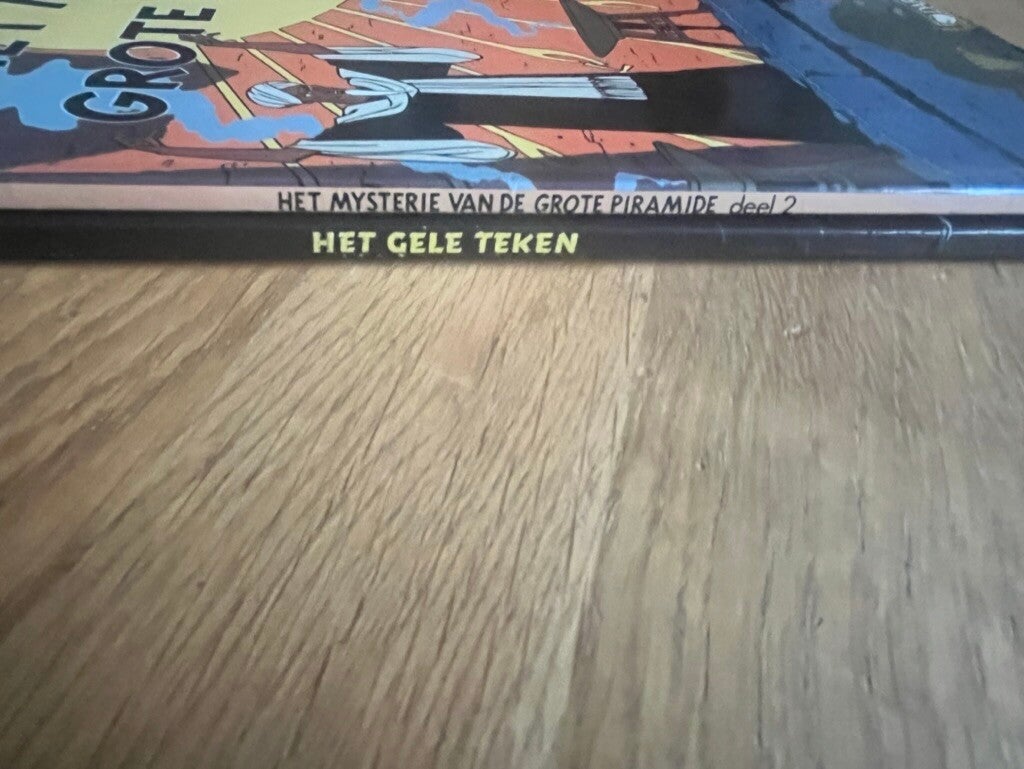 GROTE
HET MYSTERIE VAN DE GROTE PIRAMIDE deel 2
HET GELE TEKEN